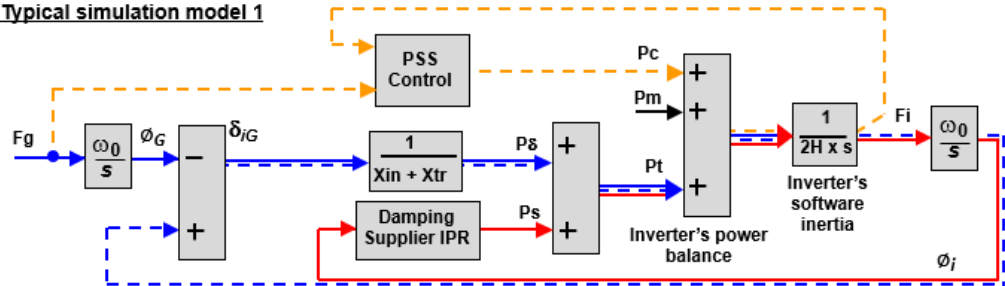 Typical simulation model 1
PSS
Control
Pc
Pm
Fg
ω0
s
øG
δiG
−
+
1
Xin + Xtr
Pδ
Damping
Supplier IPR
Ps
+
+
Pt
+
+
+
Inverter's power
balance
1
2H x s
Inverter's
software
inertia
Fi
ω0
s
øi